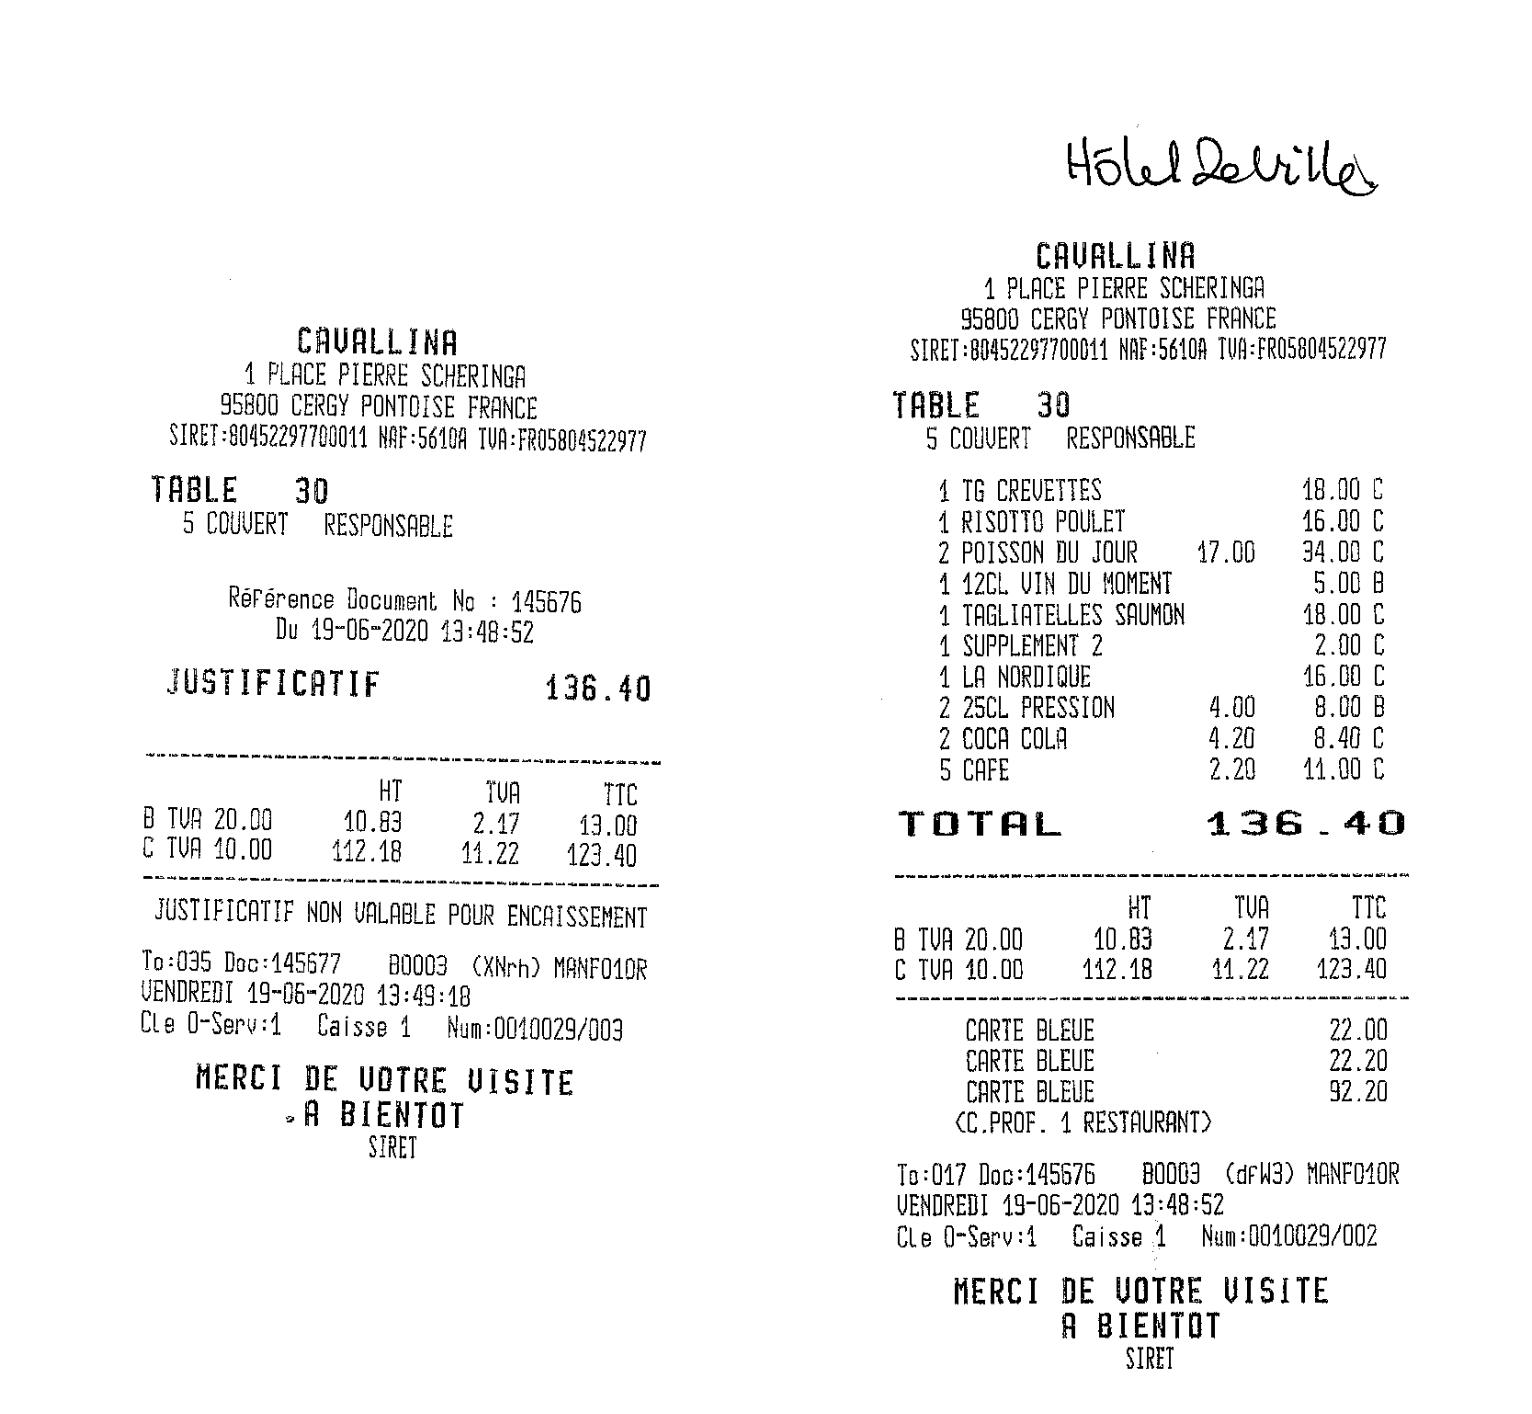 CAVALLINA
1 PLACE PIERRE SCHERINGA
95800 CERGY PONTOISE FRANCE
SIRET:80452297700011 NAF:5610A TVA:FR05804522977
TABLE 30
5 COUVERT RESPONSABLE
Référence Document No : 145676
Du 19-06-2020 13:48:52
JUSTIFICATIF 136.40
HT TVA TTC
B TVA 20.00 10.83 2.17 13.00
C TVA 10.00 112.18 11.22 123.40
JUSTIFICATIF NON VALABLE POUR ENCAISSEMENT
To:035 Doc:145677 B0003 (XNrh) MANF010R
VENDREDI 19-06-2020 13:49:18
Cle 0-Serv:1 Caisse 1 Num:0010029/003
MERCI DE VOTRE VISITE
A BIENTOT
SIRET
Hôtel De Ville
CAVALLINA
1 PLACE PIERRE SCHERINGA
95800 CERGY PONTOISE FRANCE
SIRET:80452297700011 NAF:5610A TVA:FR05804522977
TABLE 30
5 COUVERT RESPONSABLE
1 TG CREVETTES 18.00 C
1 RISOTTO POULET 16.00 C
2 POISSON DU JOUR 17.00 34.00 C
1 12CL VIN DU MOMENT 5.00 B
1 TAGLIATELLES SAUMON 18.00 C
1 SUPPLEMENT 2 2.00 C
1 LA NORDIQUE 16.00 C
2 25CL PRESSION 4.00 8.00 B
2 COCA COLA 4.20 8.40 C
5 CAFE 2.20 11.00 C
TOTAL 136.40
HT TVA TTC
B TVA 20.00 10.83 2.17 13.00
C TVA 10.00 112.18 11.22 123.40
CARTE BLEUE 22.00
CARTE BLEUE 22.20
CARTE BLEUE 92.20
(C.PROF. 1 RESTAURANT)
To:017 Doc:145676 B0003 (dfW3) MANF010R
VENDREDI 19-06-2020 13:48:52
Cle 0-Serv:1 Caisse 1 Num:0010029/002
MERCI DE VOTRE VISITE
A BIENTOT
SIRET